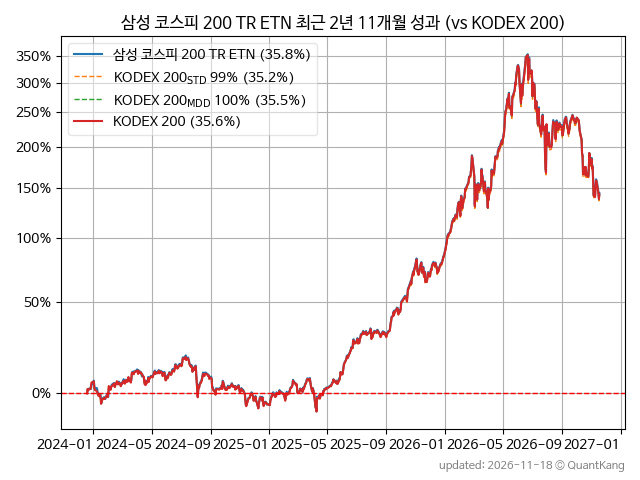 삼성 코스피 200 TR ETN 최근 2년 11개월 성과 (vs KODEX 200)
삼성 코스피 200 TR ETN (35.8%)
KODEX 200STD 99% (35.2%)
KODEX 200MDD 100% (35.5%)
KODEX 200 (35.6%)
350%
300%
250%
200%
150%
100%
50%
0%
2024-01 2024-05 2024-09 2025-01 2025-05 2025-09 2026-01 2026-05 2026-09 2027-01
updated: 2026-11-18 © QuantKang